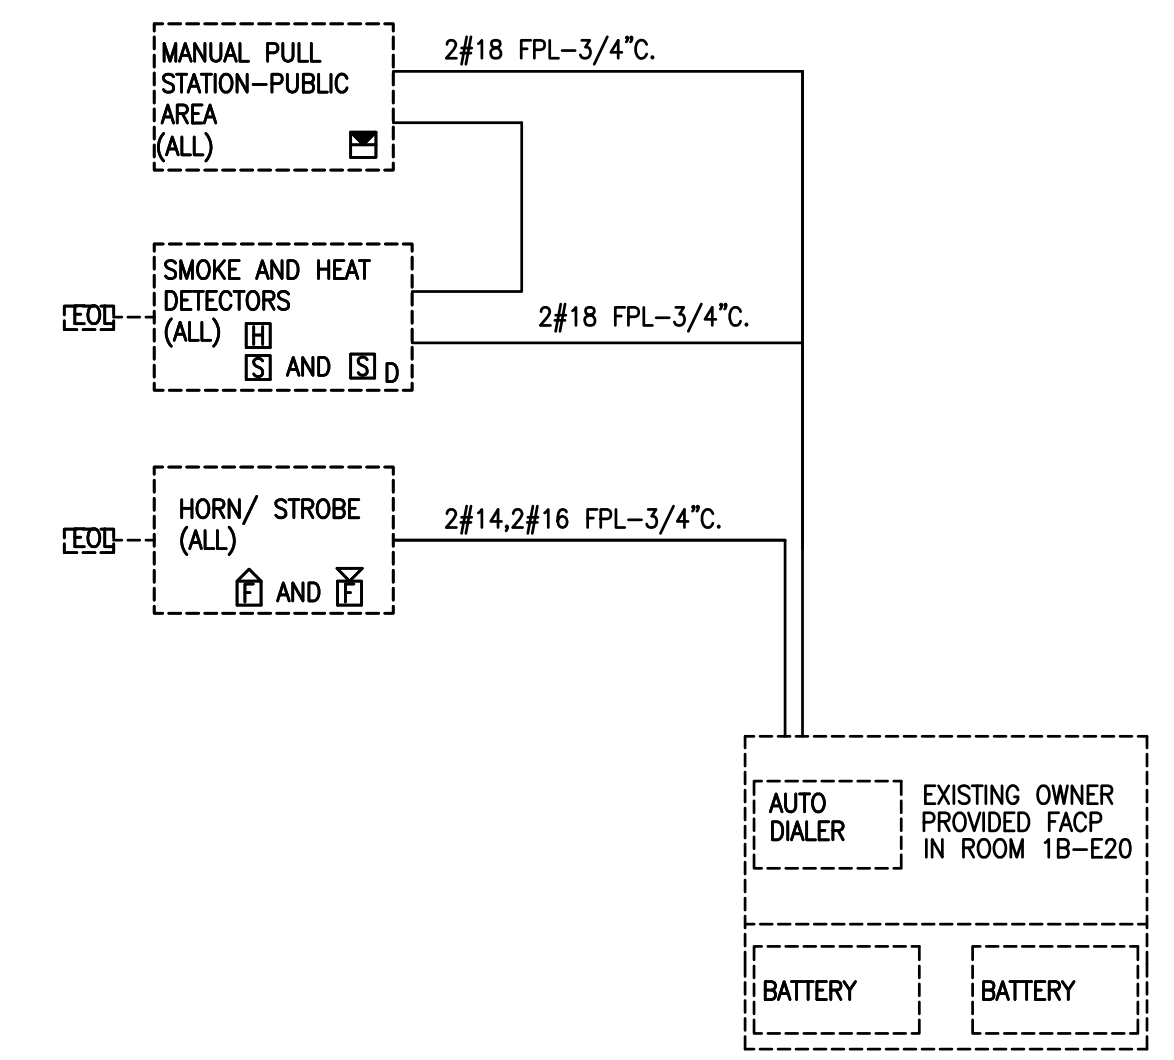 MANUAL PULL
STATION-PUBLIC
AREA
(ALL)
2#18 FPL-3/4"C.
SMOKE AND HEAT
DETECTORS
(ALL) H
S AND S D
EOL
2#18 FPL-3/4"C.
HORN/ STROBE
(ALL)
F AND F
EOL
2#14,2#16 FPL-3/4"C.
AUTO
DIALER
EXISTING OWNER
PROVIDED FACP
IN ROOM 1B-E20
BATTERY
BATTERY